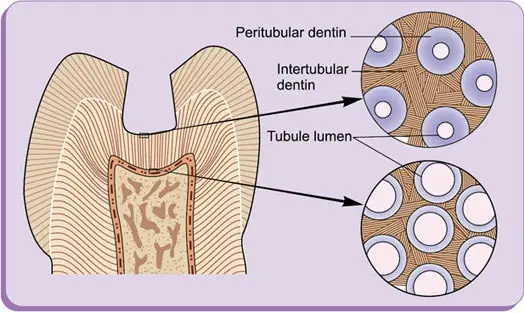 Peritubular dentin
Intertubular
dentin
Tubule lumen